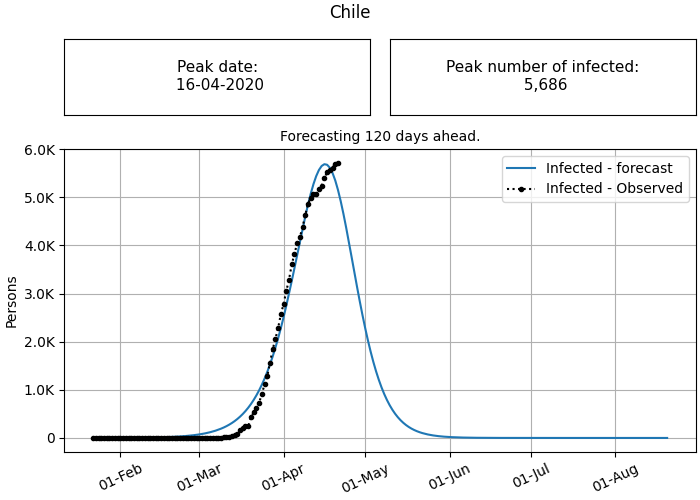 Chile
Peak date:
16-04-2020
Peak number of infected:
5,686
Forecasting 120 days ahead.
6.0K
5.0K
4.0K
3.0K
2.0K
1.0K
0
Persons
Infected - forecast
Infected - Observed
01-Feb
01-Mar
01-Apr
01-May
01-Jun
01-Jul
01-Aug